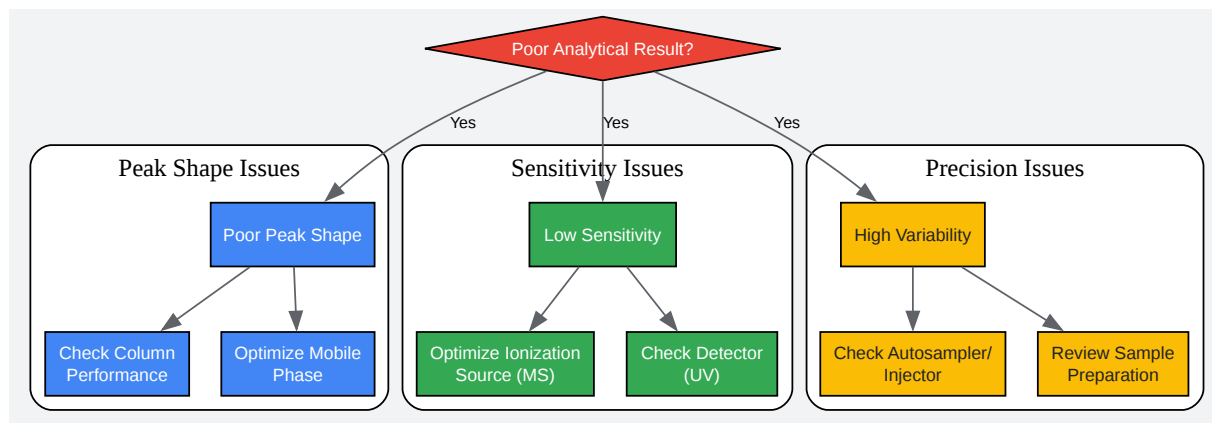 Poor Analytical Result?
Yes
Yes
Yes
Peak Shape Issues
Poor Peak Shape
Check Column
Performance
Optimize Mobile
Phase
Sensitivity Issues
Low Sensitivity
Optimize Ionization
Source (MS)
Check Detector
(UV)
Precision Issues
High Variability
Check Autosampler/
Injector
Review Sample
Preparation